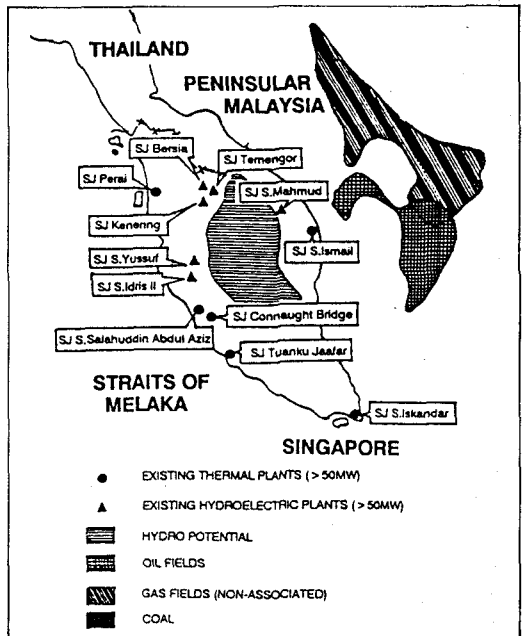 THAILAND
PENINSULAR
MALAYSIA
SJ Bersia
SJ Temengor
SJ Perai
SJ S.Mahmud
SJ Kenering
SJ S.Ismail
SJ S.Yussuf
SJ S.Idris II
SJ Connaught Bridge
SJ S.Salahuddin Abdul Aziz
SJ Tuanku Jaafar
STRAITS OF
MELAKA
SJ S.Iskandar
SINGAPORE
EXISTING THERMAL PLANTS (>50MW)
EXISTING HYDROELECTRIC PLANTS (>50MW)
HYDRO POTENTIAL
OIL FIELDS
GAS FIELDS (NON-ASSOCIATED)
COAL